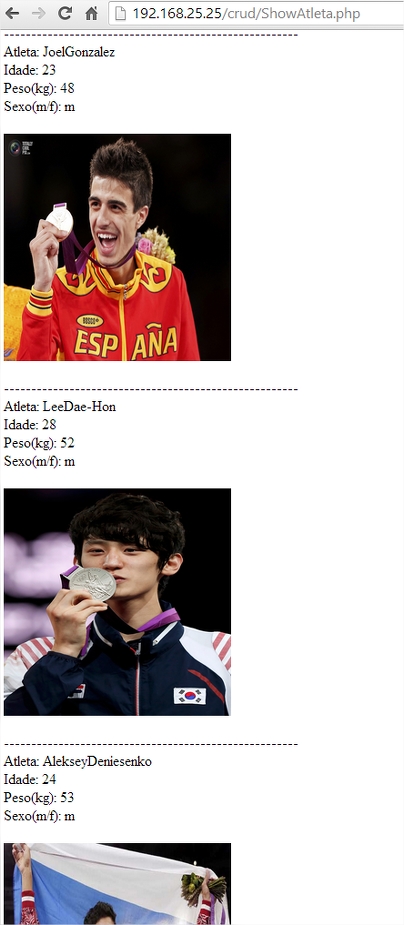 192.168.25.25/crud/ShowAtleta.php
------------------------------------------------------
Atleta: JoelGonzalez
Idade: 23
Peso(kg): 48
Sexo(m/f): m
ESPAÑA
------------------------------------------------------
Atleta: LeeDae-Hon
Idade: 28
Peso(kg): 52
Sexo(m/f): m
------------------------------------------------------
Atleta: AlekseyDeniesenko
Idade: 24
Peso(kg): 53
Sexo(m/f): m